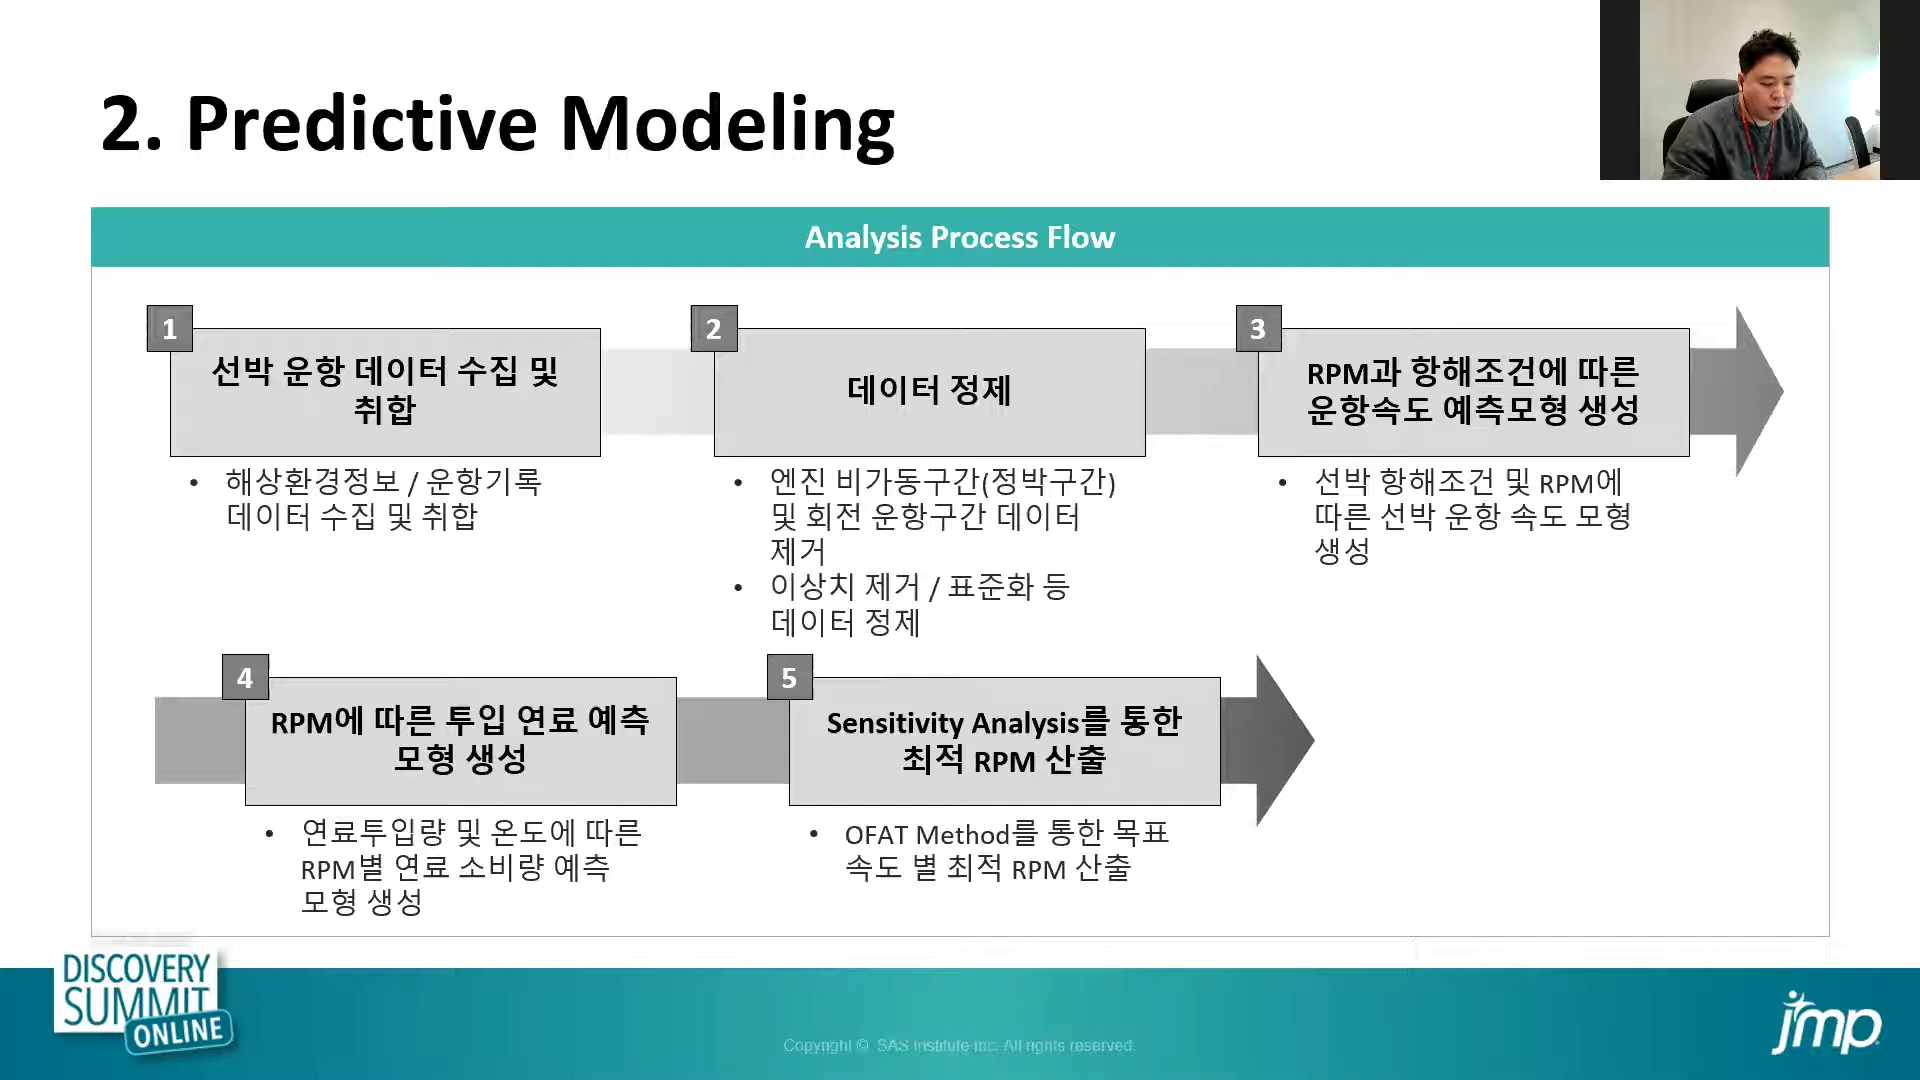 2. Predictive Modeling
Analysis Process Flow
1
선박 운항 데이터 수집 및
취합
• 해상환경정보 / 운항기록
데이터 수집 및 취합
2
데이터 정제
• 엔진 비가동구간(정박구간)
및 회전 운항구간 데이터
제거
• 이상치 제거 / 표준화 등
데이터 정제
3
RPM과 항해조건에 따른
운항속도 예측모형 생성
• 선박 항해조건 및 RPM에
따른 선박 운항 속도 모형
생성
4
RPM에 따른 투입 연료 예측
모형 생성
• 연료투입량 및 온도에 따른
RPM별 연료 소비량 예측
모형 생성
5
Sensitivity Analysis를 통한
최적 RPM 산출
• OFAT Method를 통한 목표
속도 별 최적 RPM 산출
DISCOVERY
SUMMIT
ONLINE
Copyright © SAS Institute Inc. All rights reserved.
jmp